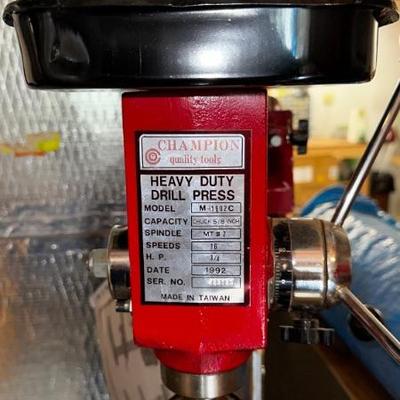 CHAMPION
quality tools
HEAVY DUTY
DRILL PRESS
MODEL
CAPACITY CHUCK 5/8 INCH
SPINDLE MT # 2
SPEEDS 16
H. P. 3/4
DATE 1992
SER. NO.
MADE IN TAIWAN